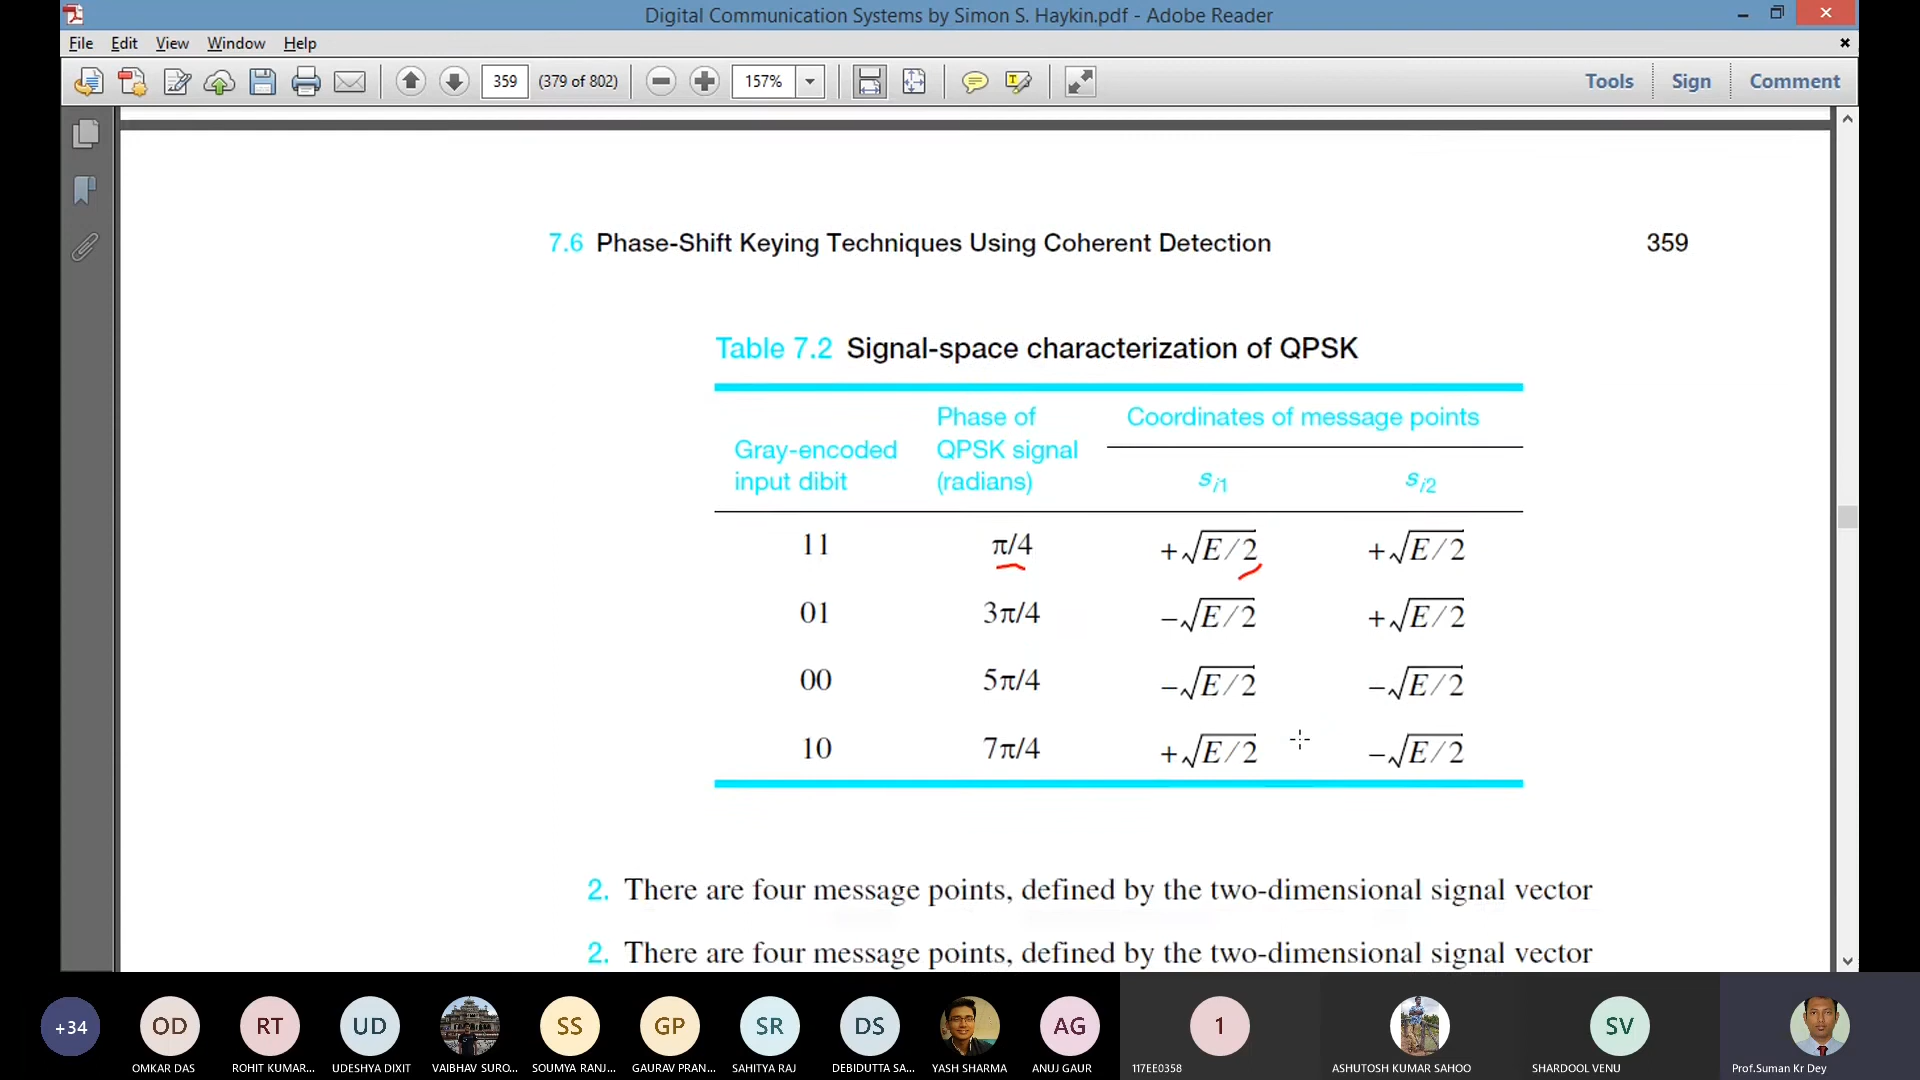 Digital Communication Systems by Simon S. Haykin.pdf - Adobe Reader
File Edit View Window Help
359 (379 of 802) 157% Tools Sign Comment
7.6 Phase-Shift Keying Techniques Using Coherent Detection 359
Table 7.2 Signal-space characterization of QPSK
Gray-encoded input dibit
Phase of QPSK signal (radians)
Coordinates of message points
si1 si2
11 π/4 +√E/2 +√E/2
01 3π/4 –√E/2 +√E/2
00 5π/4 –√E/2 –√E/2
10 7π/4 +√E/2 –√E/2
2. There are four message points, defined by the two-dimensional signal vector
2. There are four message points, defined by the two-dimensional signal vector
+34 OD RT UD SS GP SR DS AG 1 SV
OMKAR DAS ROHIT KUMAR... UDESHYA DIXIT VAIBHAV SURO... SOUMYA RANJ... GAURAV PRAN... SAHITYA RAJ DEBIDUTTA SA... YASH SHARMA ANUJ GAUR 117EE0358 ASHUTOSH KUMAR SAHOO SHARDOOL VENU Prof.Suman Kr Dey